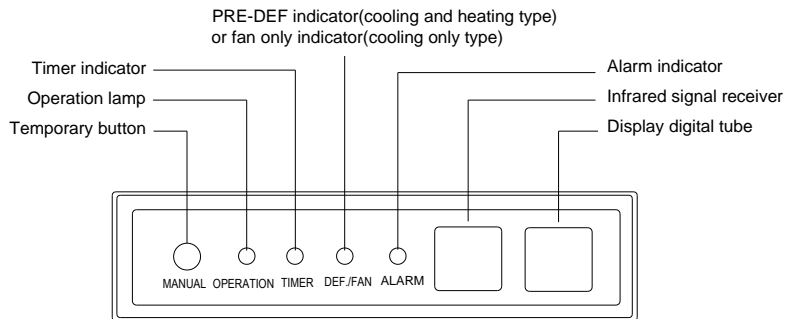 PRE-DEF indicator(cooling and heating type)
or fan only indicator(cooling only type)
Timer indicator
Alarm indicator
Operation lamp
Infrared signal receiver
Temporary button
Display digital tube
MANUAL OPERATION TIMER DEF./FAN ALARM